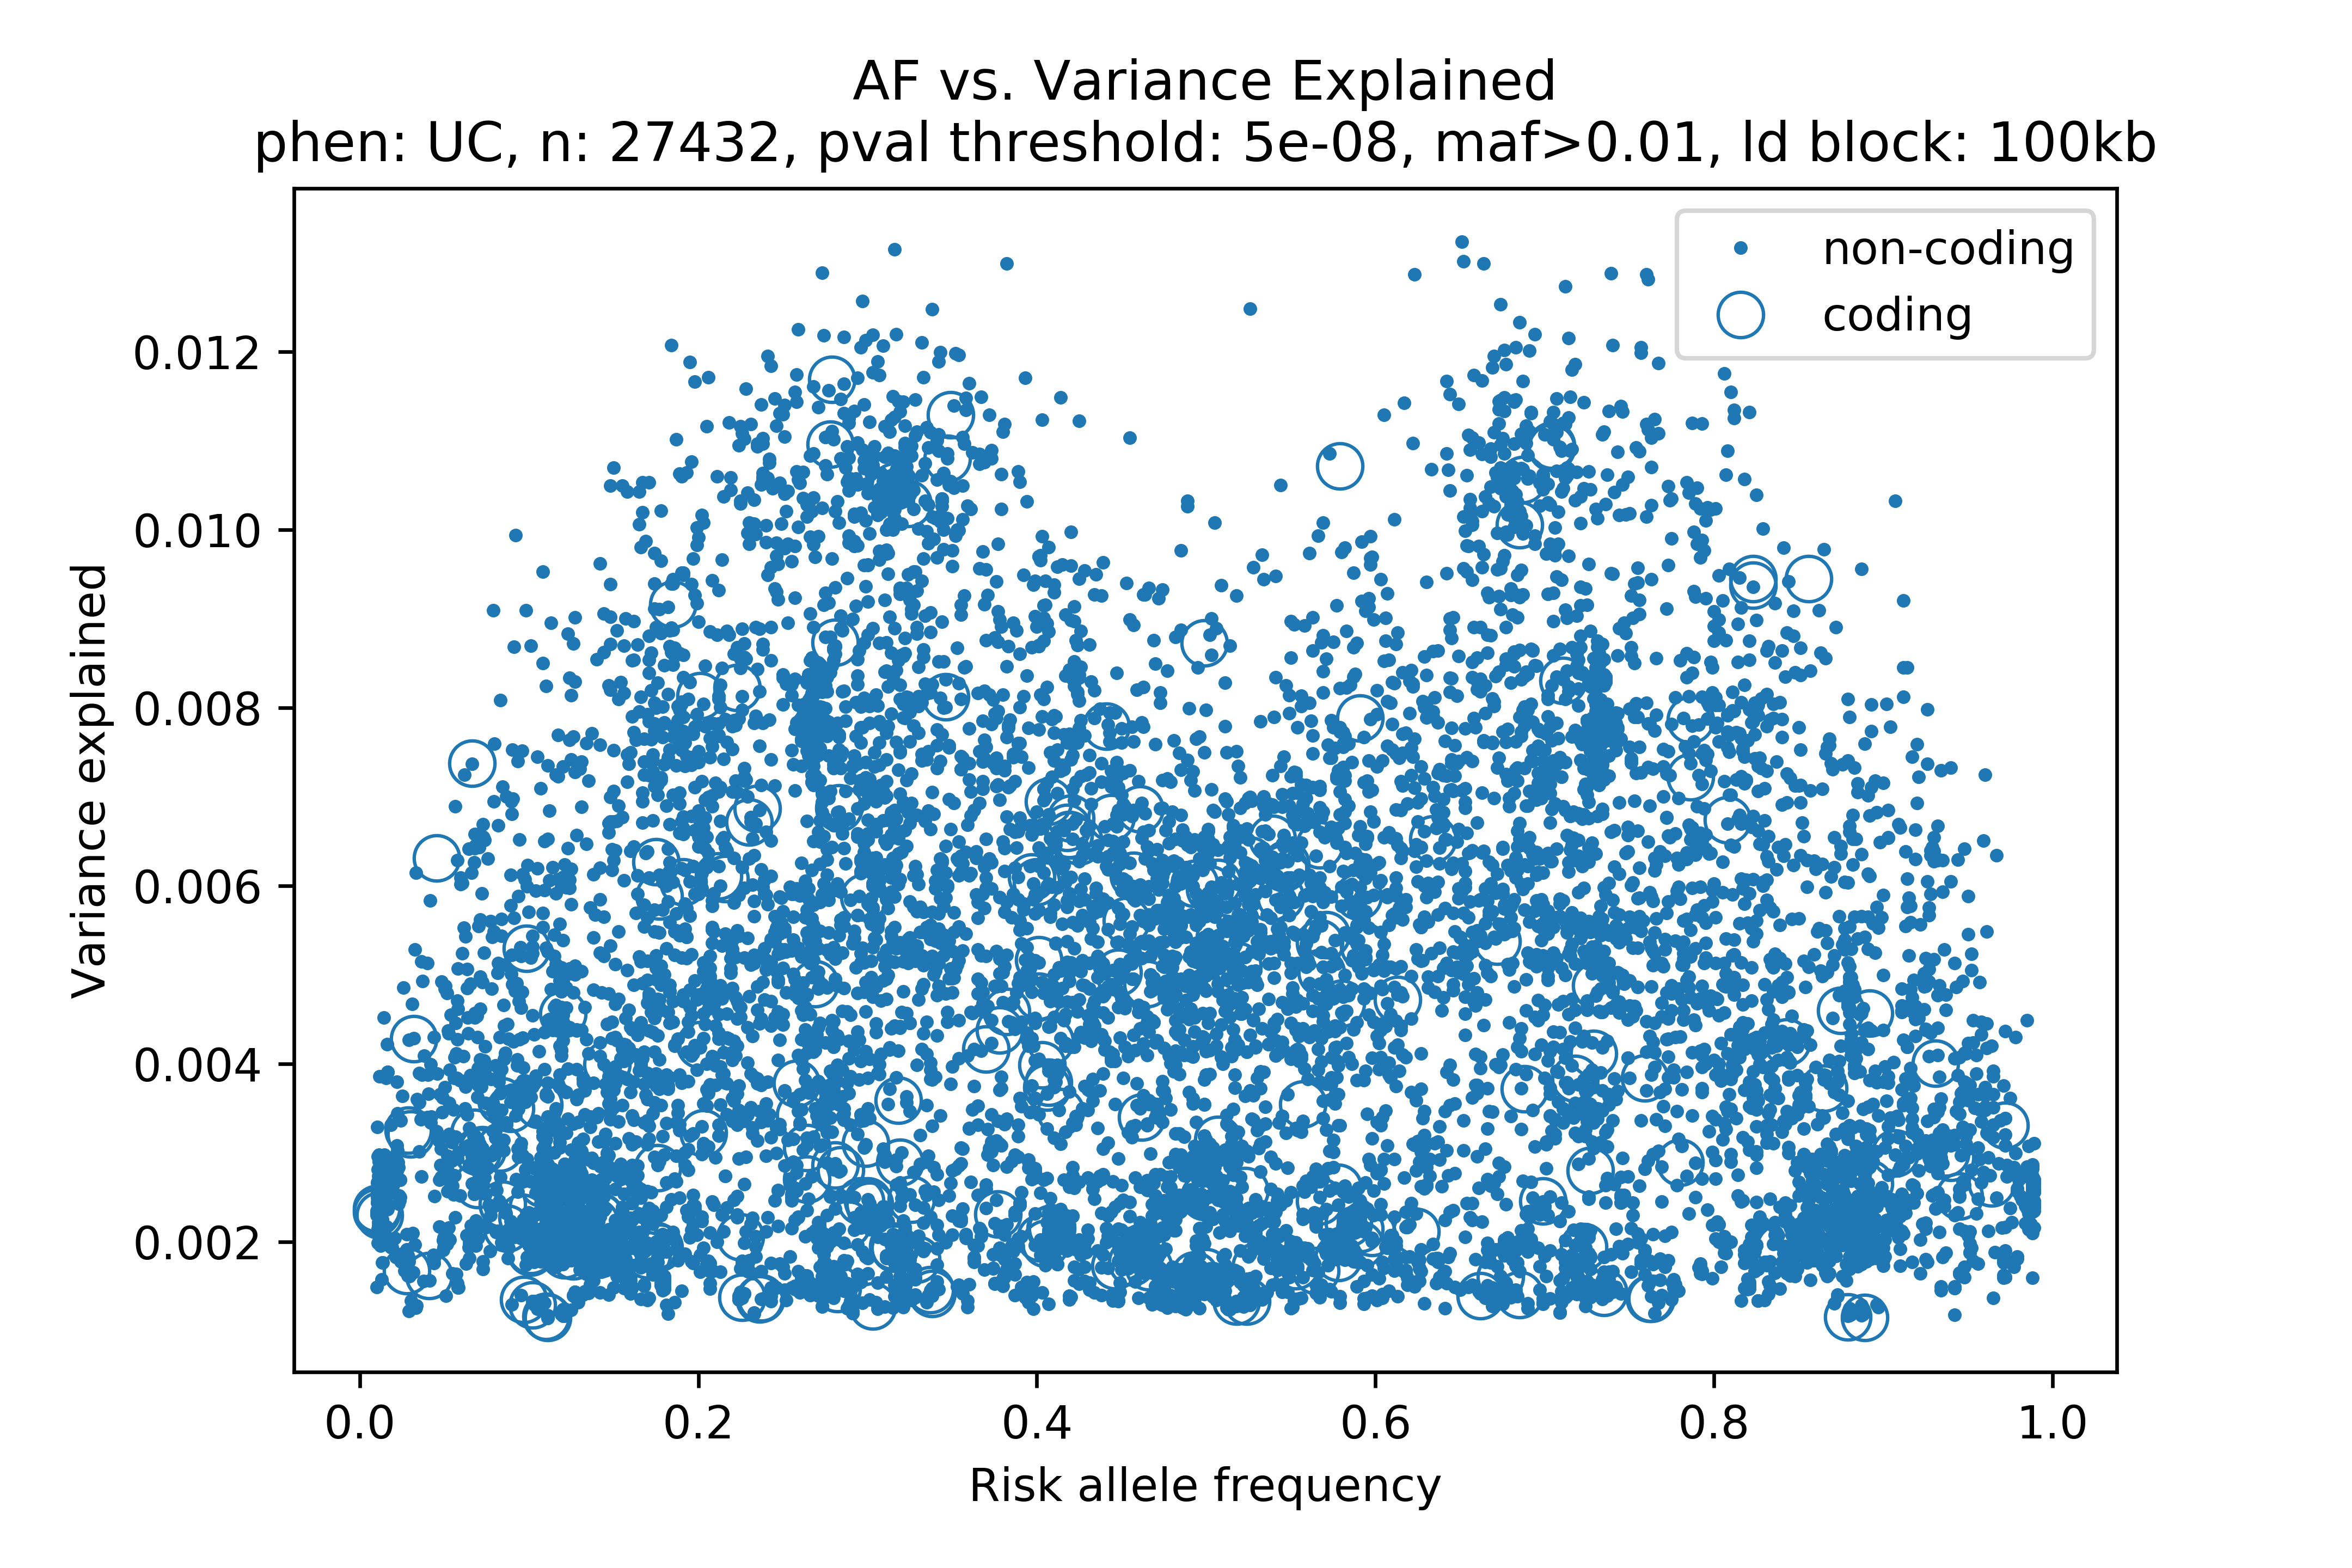 AF vs. Variance Explained
phen: UC, n: 27432, pval threshold: 5e-08, maf>0.01, ld block: 100kb
non-coding
coding
0.012
0.010
0.008
0.006
0.004
0.002
Variance explained
0.0 0.2 0.4 0.6 0.8 1.0
Risk allele frequency